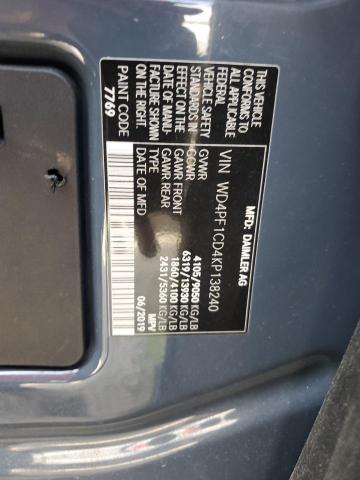 MFD: DAIMLER AG
VIN WD4PF1CD4KP138240
GVWR 4105/9050 KG/LB
GCWR 6319/13930 KG/LB
GAWR FRONT 1860/4100 KG/LB
GAWR REAR 2431/5360 KG/LB
TYPE MPV
DATE OF MFD 06/2019
THIS VEHICLE CONFORMS TO
ALL APPLICABLE
FEDERAL MOTOR
VEHICLE SAFETY
STANDARDS IN
EFFECT ON THE
DATE OF MANU-
FACTURE SHOWN
ON THE RIGHT.
PAINT CODE
7769